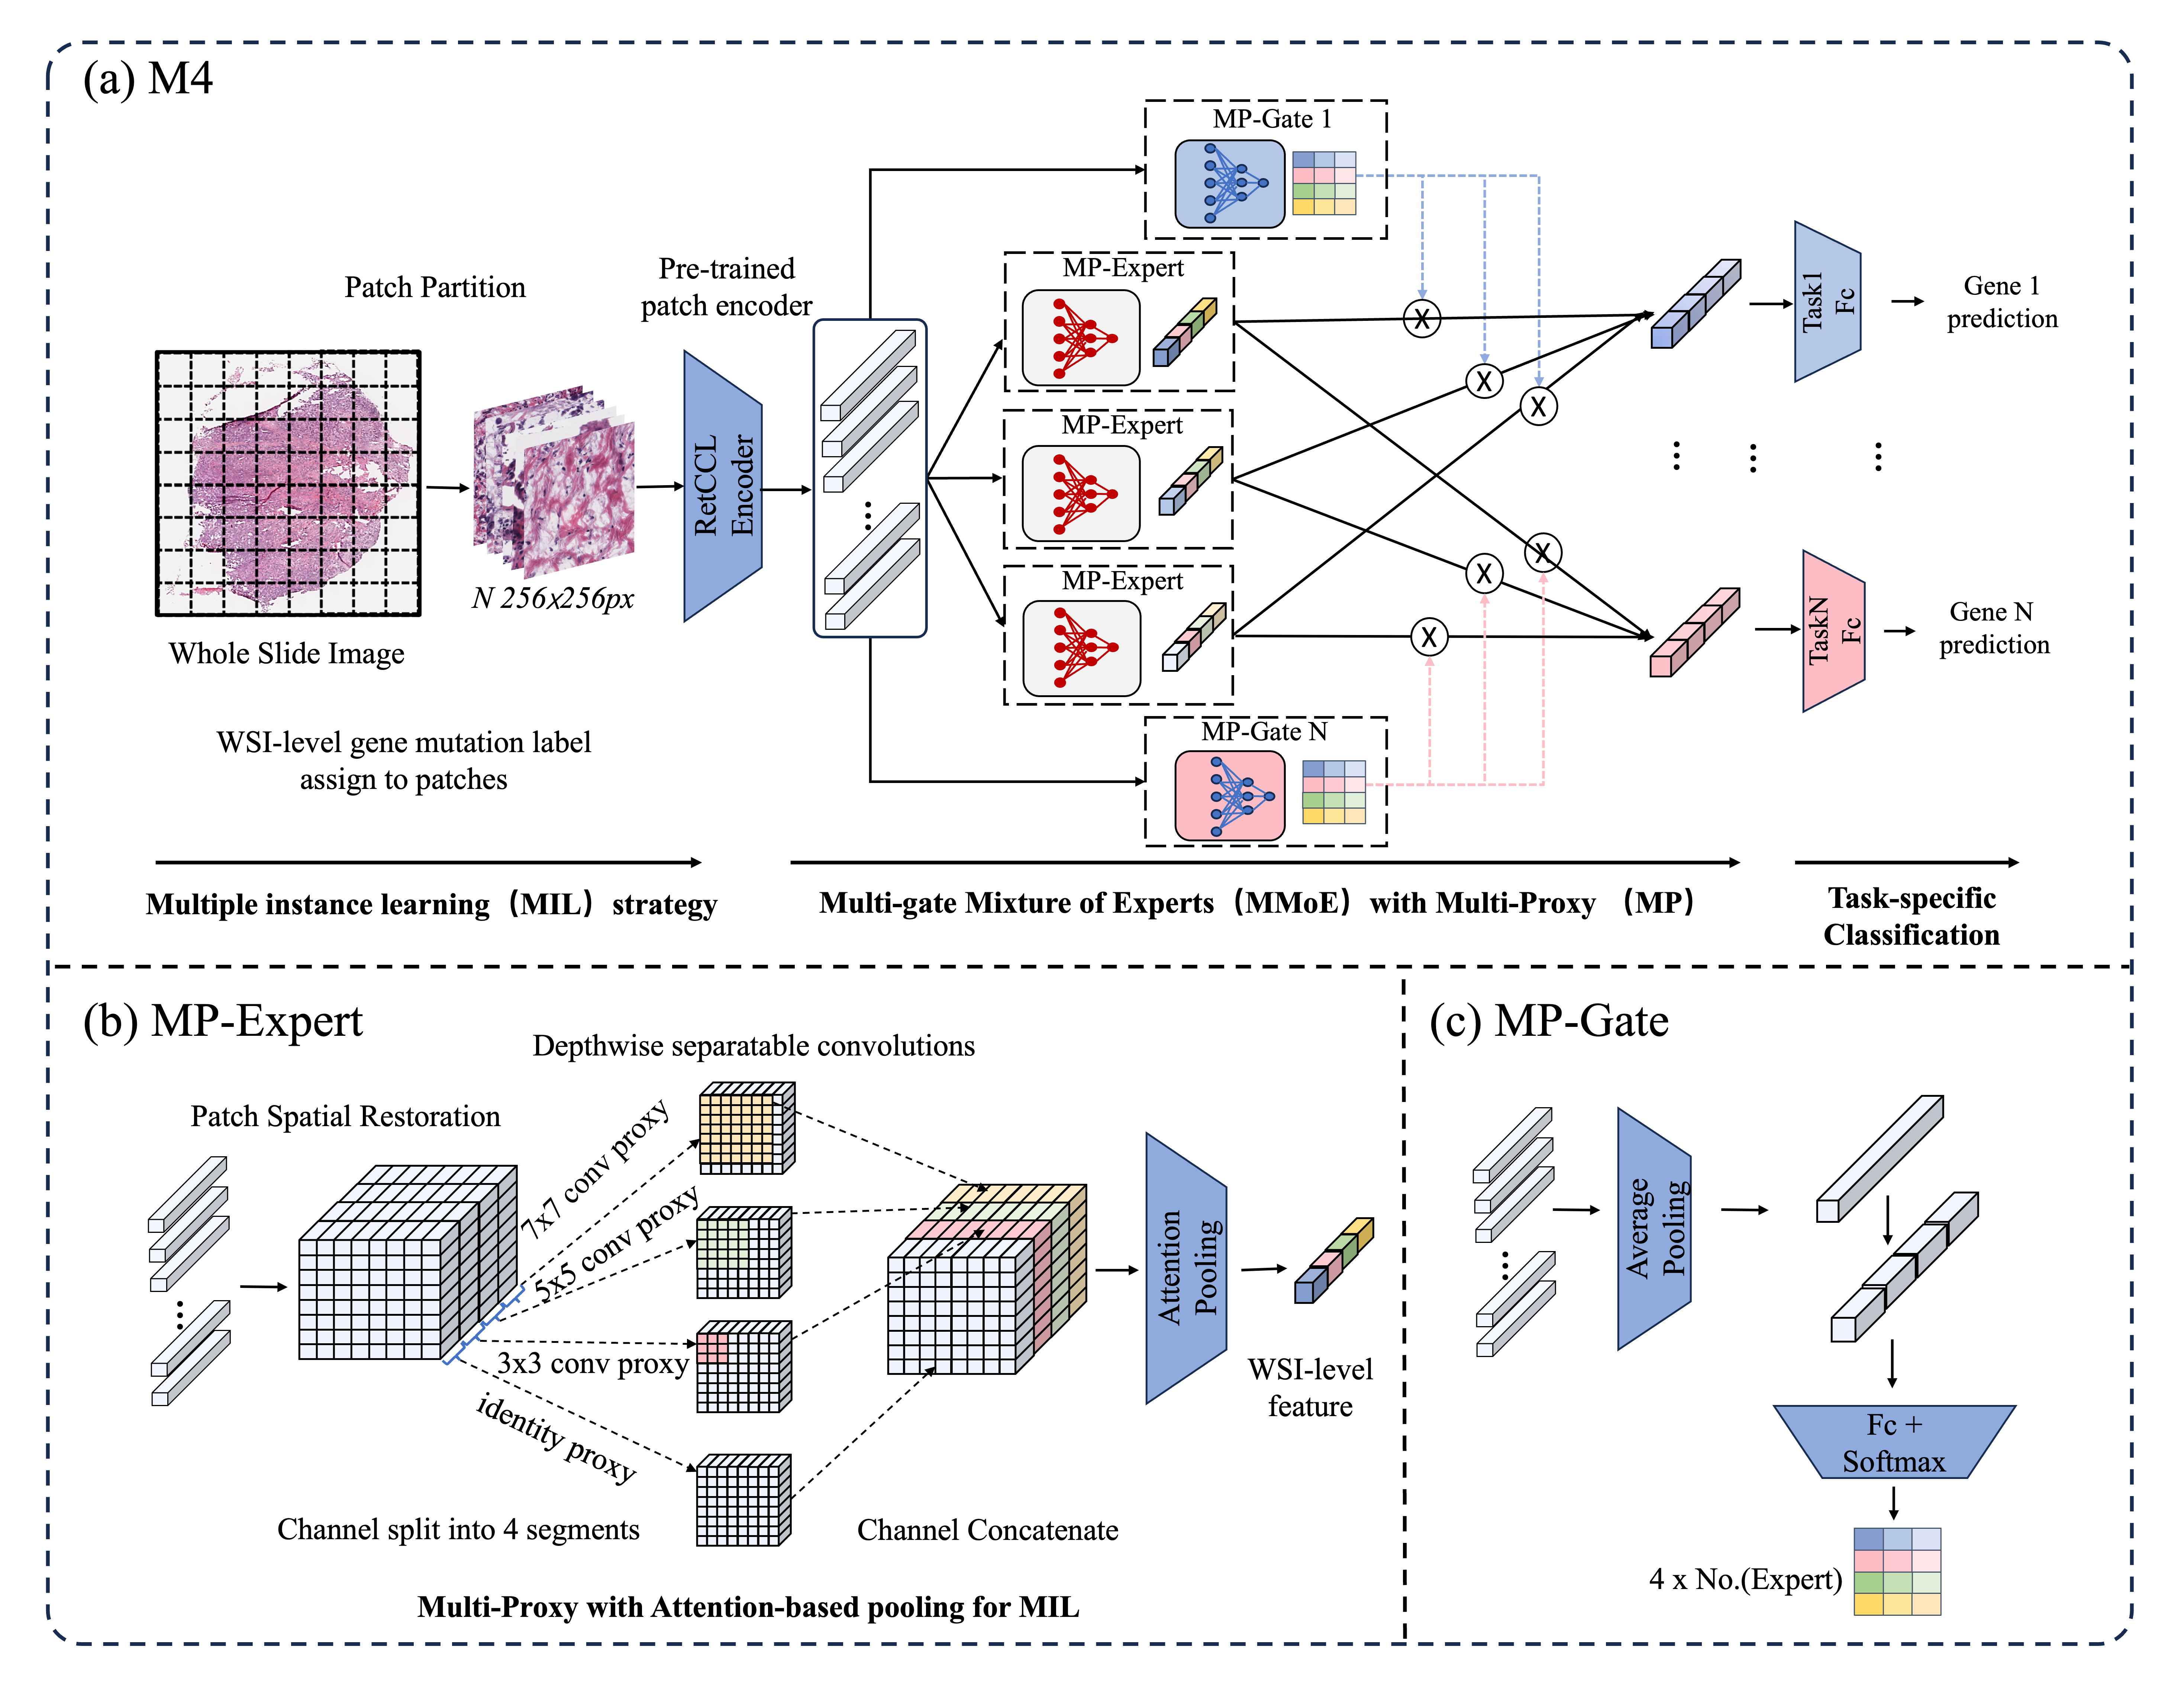 (a) M4
Patch Partition
Pre-trained
patch encoder
MP-Gate 1
MP-Expert
MP-Expert
MP-Expert
MP-Gate N
RetCCL
Encoder
N 256x256px
Whole Slide Image
WSI-level gene mutation label
assign to patches
X
X
X
X
X
X
Task1
Fc
Gene 1
prediction
TaskN
Fc
Gene N
prediction
Multiple instance learning（MIL）strategy
Multi-gate Mixture of Experts（MMoE）with Multi-Proxy （MP）
Task-specific
Classification
(b) MP-Expert
Depthwise separatable convolutions
Patch Spatial Restoration
7x7 conv proxy
5x5 conv proxy
3x3 conv proxy
identity proxy
Attention
Pooling
WSI-level
feature
Channel split into 4 segments
Channel Concatenate
Multi-Proxy with Attention-based pooling for MIL
(c) MP-Gate
Average
Pooling
Fc +
Softmax
4 x No.(Expert)